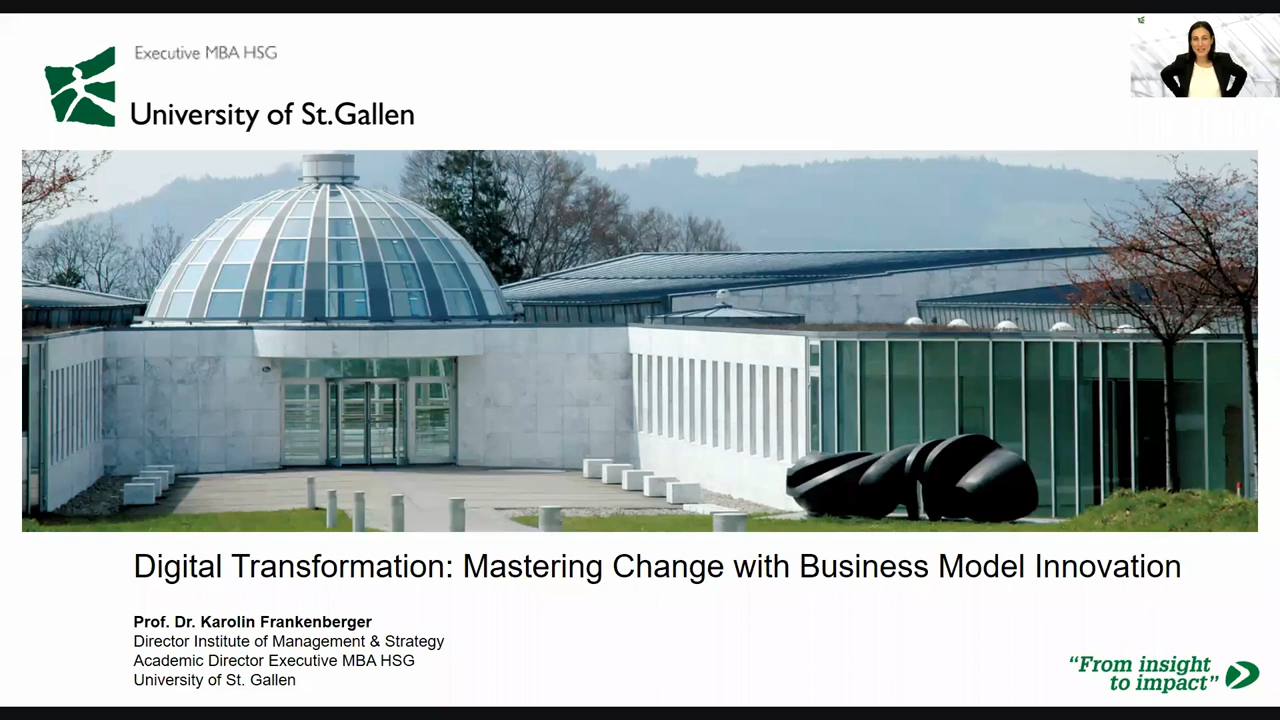 Executive MBA HSG
University of St.Gallen
Digital Transformation: Mastering Change with Business Model Innovation
Prof. Dr. Karolin Frankenberger
Director Institute of Management & Strategy
Academic Director Executive MBA HSG
University of St. Gallen
“From insight
to impact”